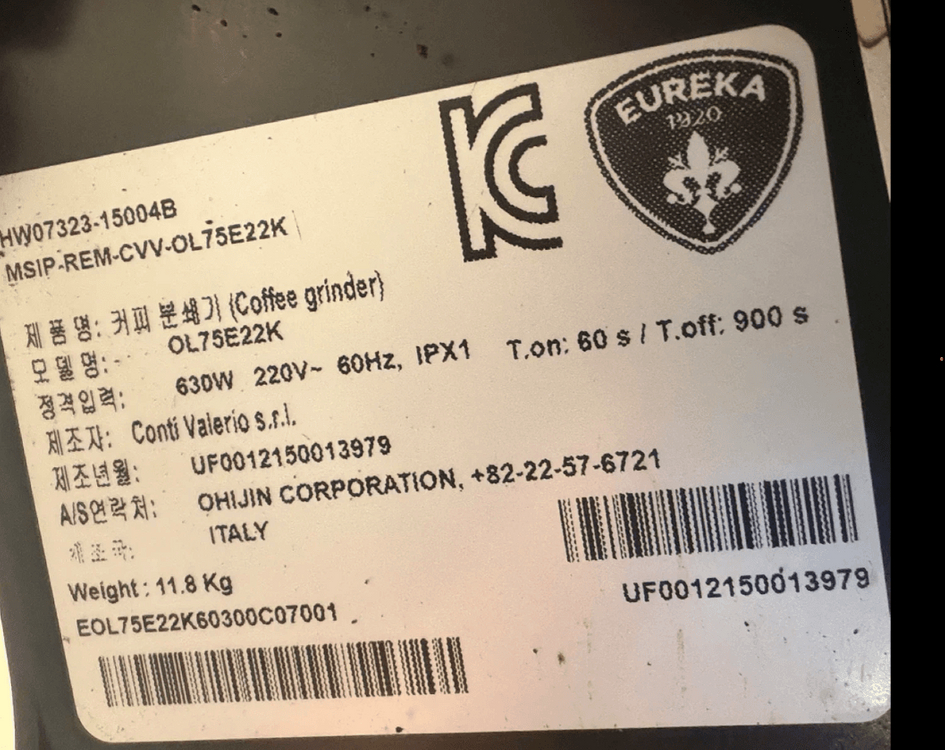 EUREKA
1920
HW07323-15004B
MSIP-REM-CVV-OL75E22K
제 품 명: 커피 분쇄기 (Coffee grinder)
모 델 명: OL75E22K
정격입력: 630W 220V~ 60Hz, IPX1 T.on: 60 s / T.off: 900 s
제조자: Conti Valerio s.r.l.
제조년월: UF0012150013979
A/S연락처: OHIJIN CORPORATION, +82-22-57-6721
제 조 국: ITALY
Weight : 11.8 Kg
EOL75E22K60300C07001
UF0012150013979